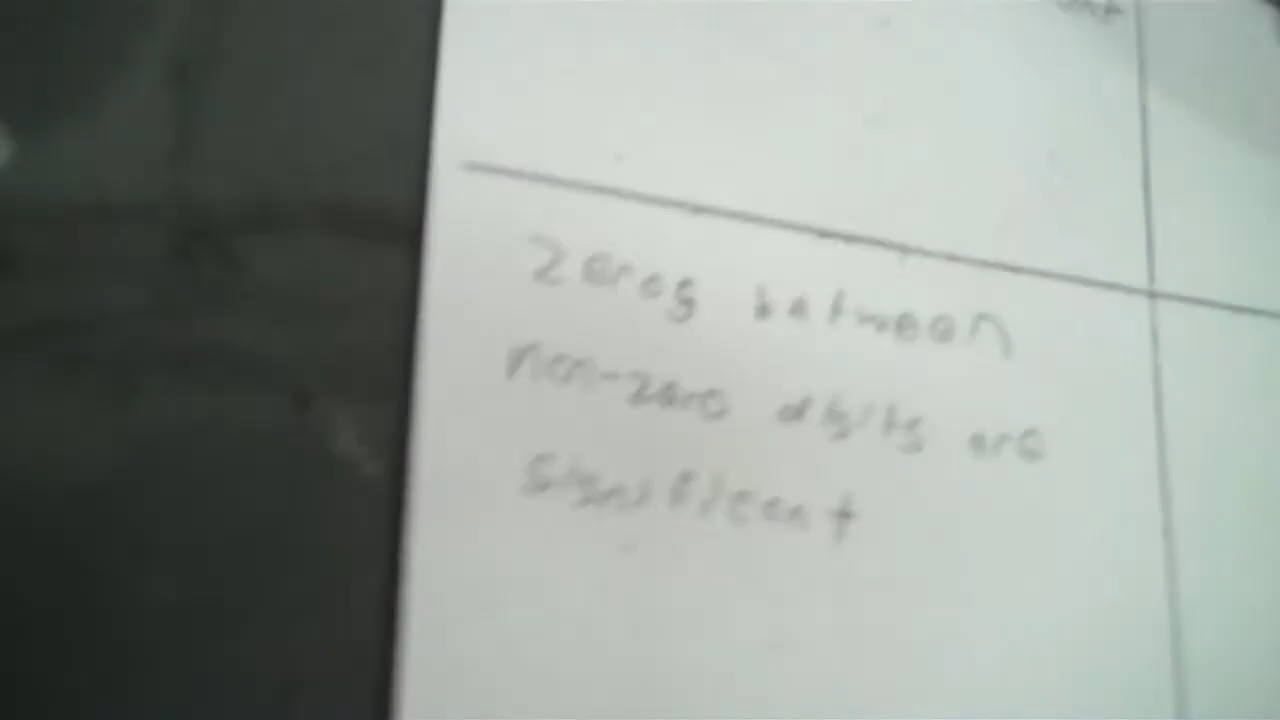 zeros between
non-zero digits are
significant